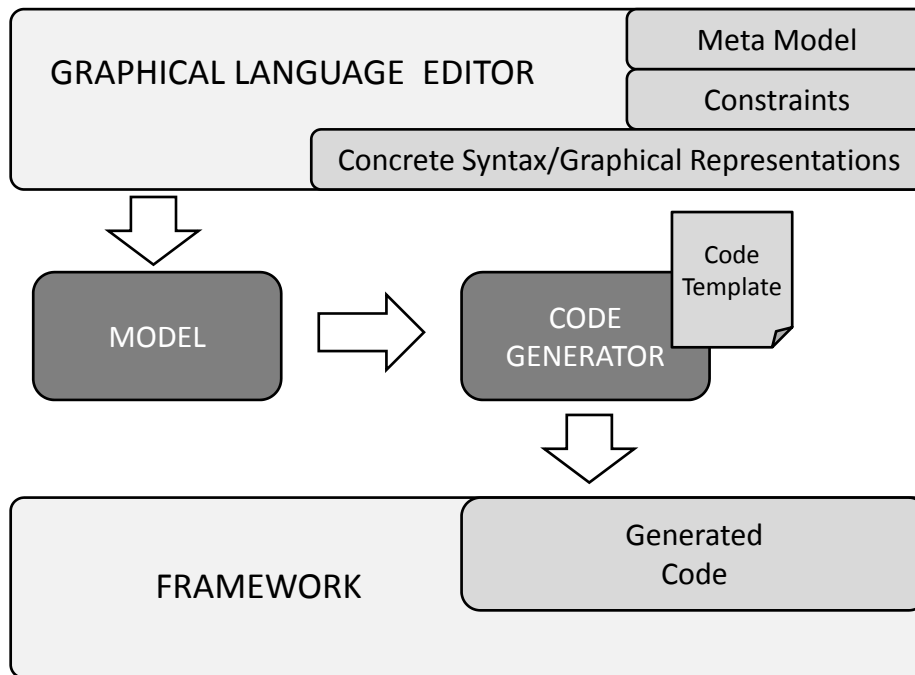 Meta Model
GRAPHICAL LANGUAGE  EDITOR
Constraints
Concrete Syntax/Graphical Representations
Code
Template
MODEL
CODE
GENERATOR
Generated
Code
FRAMEWORK